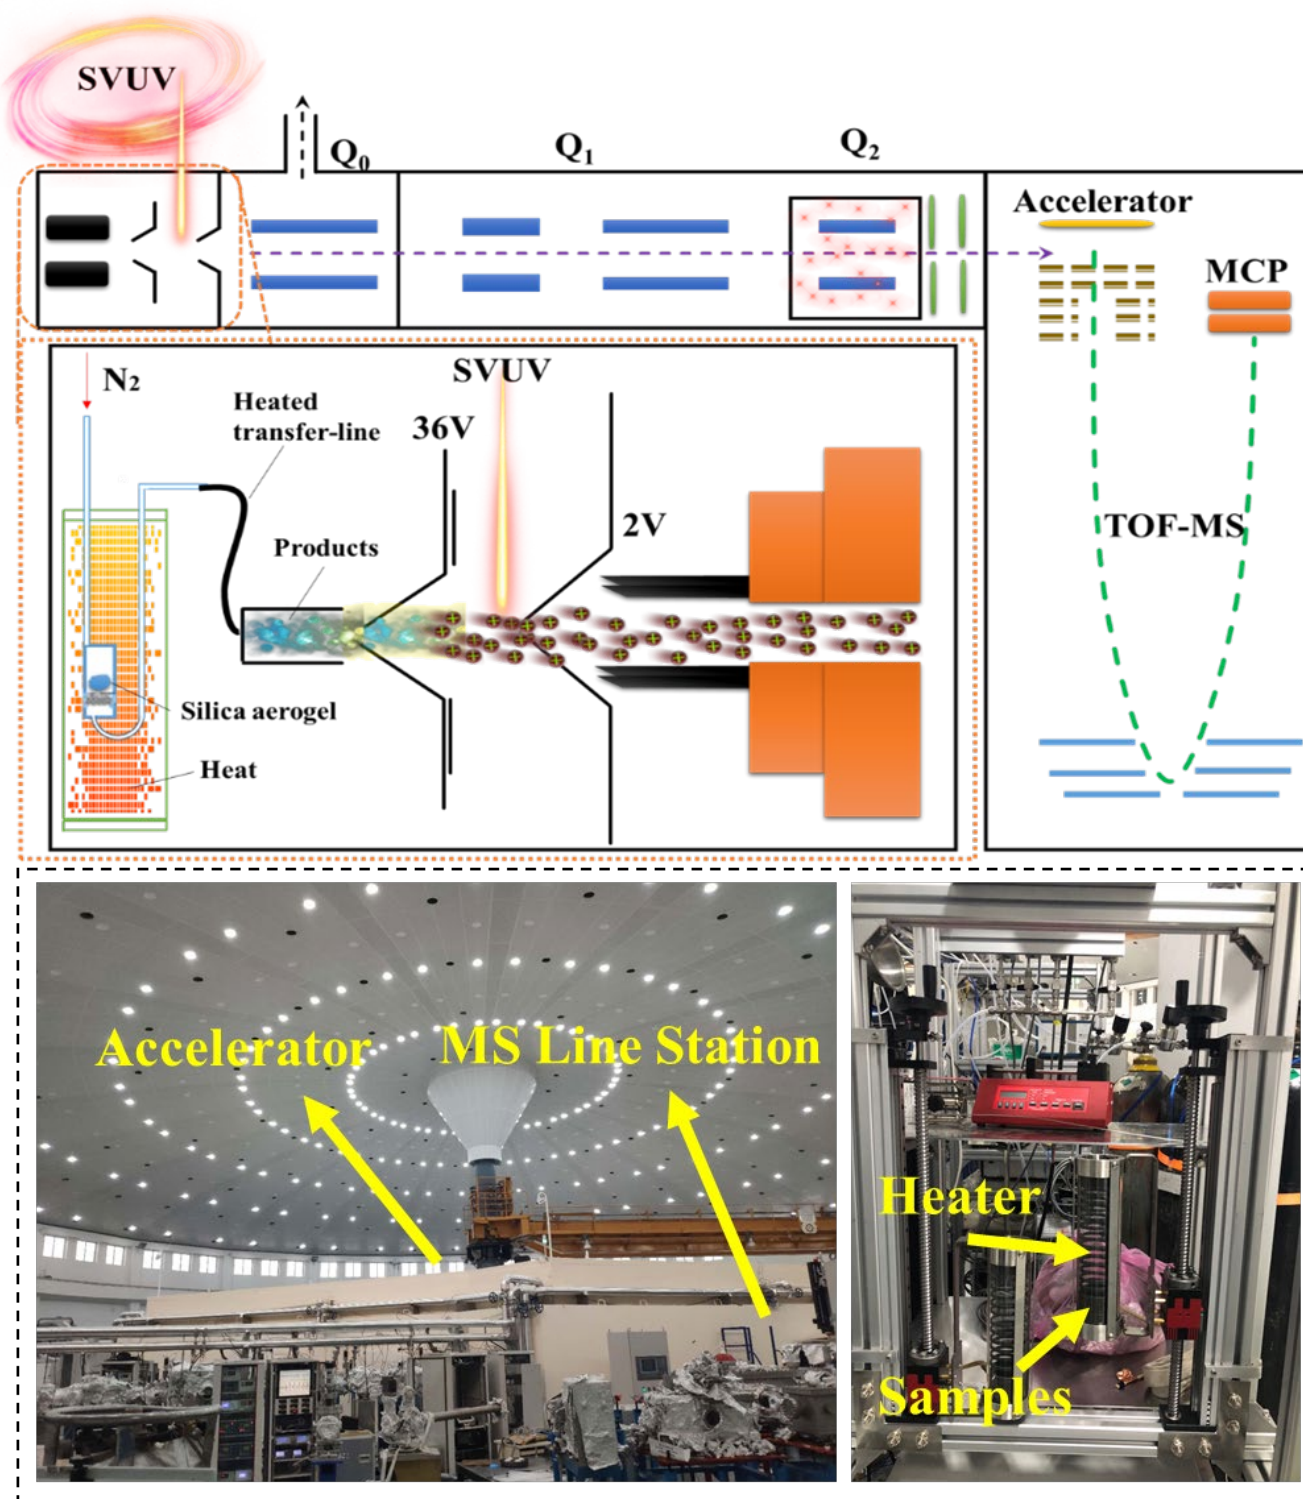 SVUV
Q0
Q1
Q2
Accelerator
MCP
TOF-MS
N2
Heated
transfer-line
36V
SVUV
2V
Products
Silica aerogel
Heat
Accelerator
MS Line Station
Heater
Samples